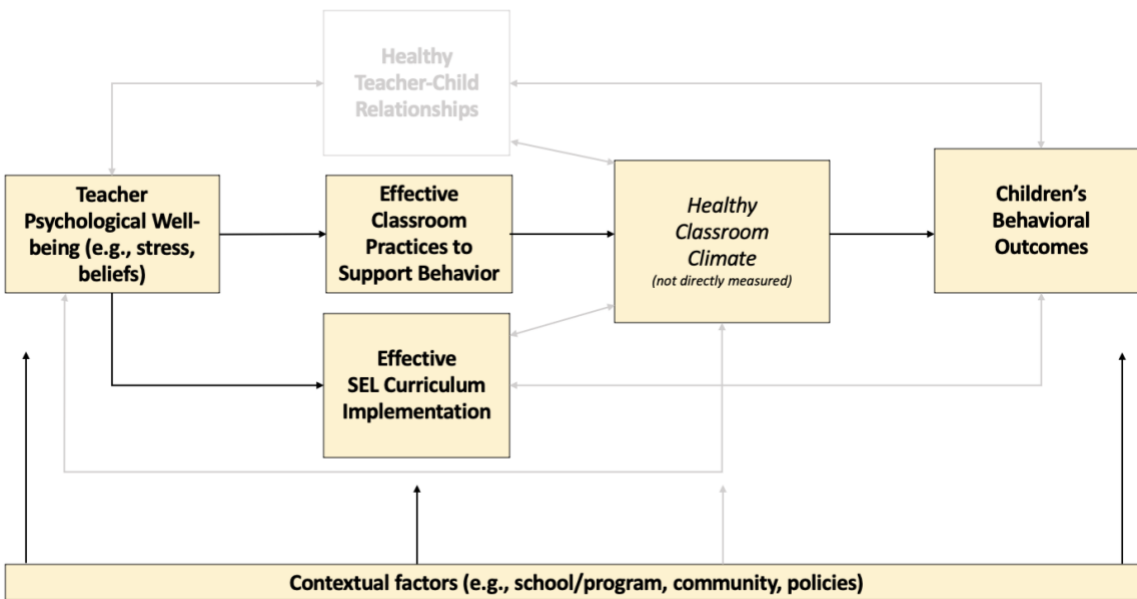 Healthy
Teacher-Child
Relationships
Teacher
Psychological Well-
being (e.g., stress,
beliefs)
Effective
Classroom
Practices to
Support Behavior
Healthy
Classroom
Climate
(not directly measured)
Children’s
Behavioral
Outcomes
Effective
SEL Curriculum
Implementation
Contextual factors (e.g., school/program, community, policies)